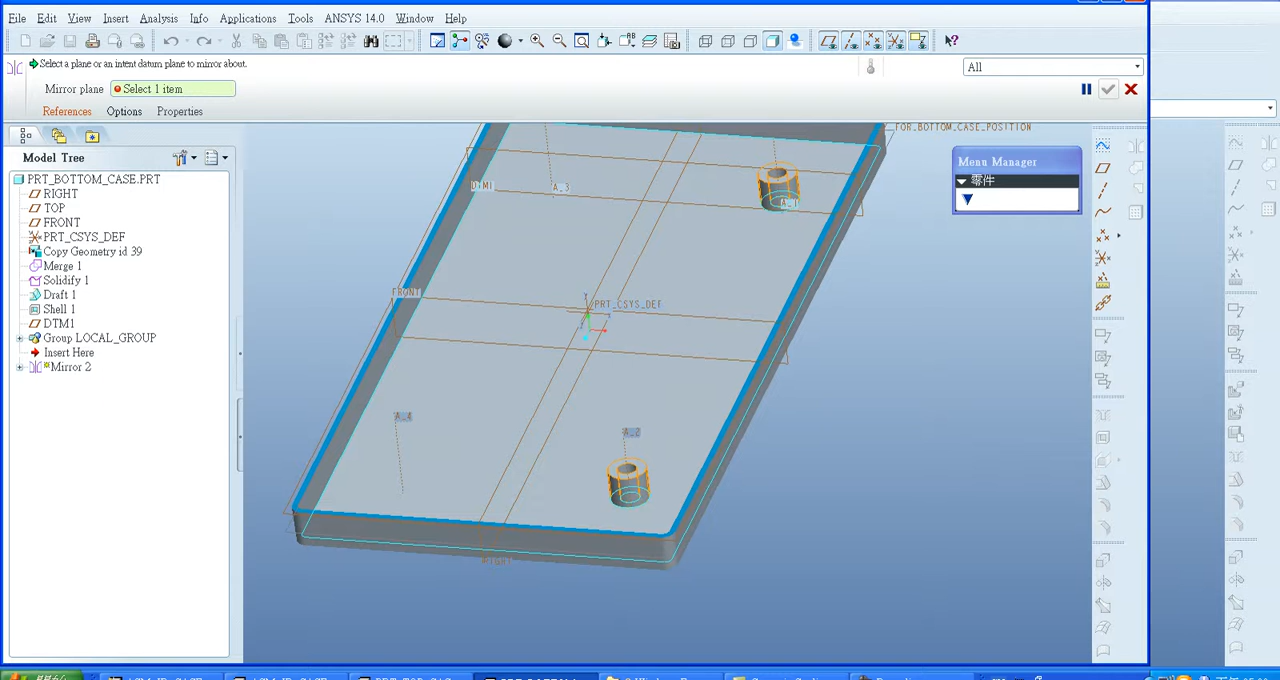 File Edit View Insert Analysis Info Applications Tools ANSYS 14.0 Window Help
Select a plane or an intent datum plane to mirror about.
All
Mirror plane Select 1 item
References Options Properties
Model Tree
PRT_BOTTOM_CASE.PRT
RIGHT
TOP
FRONT
PRT_CSYS_DEF
Copy Geometry id 39
Merge 1
Solidify 1
Draft 1
Shell 1
DTM1
Group LOCAL_GROUP
Insert Here
Mirror 2
FOR_BOTTOM_CASE_POSITION
Menu Manager
零件
DTM1
A_3
A_1
FRONT
PRT_CSYS_DEF
A_4
A_2
RIGHT